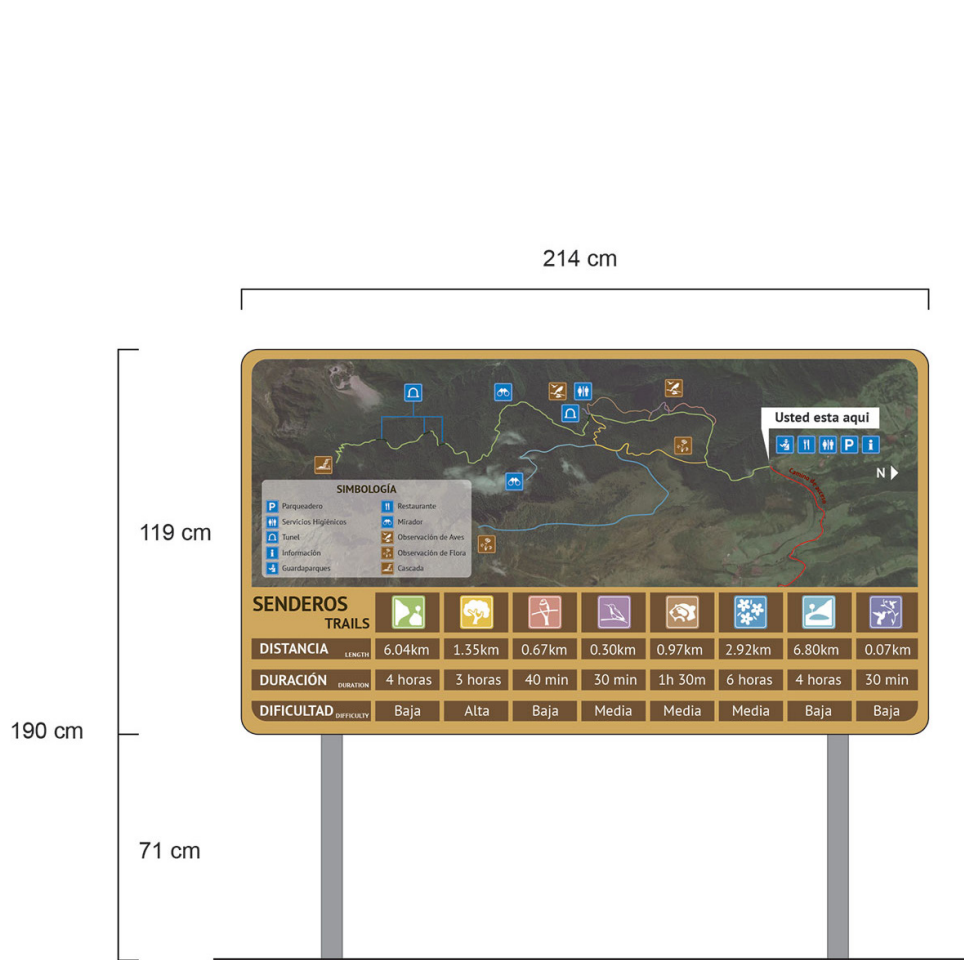 214 cm
119 cm
190 cm
71 cm
Usted esta aqui
P i
N
SIMBOLOGÍA
P Parqueadero
Servicios Higiénicos
Tunel
i Información
Guardaparques
Restaurante
Mirador
Observación de Aves
Observación de Flora
Cascada
SENDEROS
TRAILS
DISTANCIA LENGTH 6.04km 1.35km 0.67km 0.30km 0.97km 2.92km 6.80km 0.07km
DURACIÓN DURATION 4 horas 3 horas 40 min 30 min 1h 30m 6 horas 4 horas 30 min
DIFICULTAD DIFFICULTY Baja Alta Baja Media Media Media Baja Baja